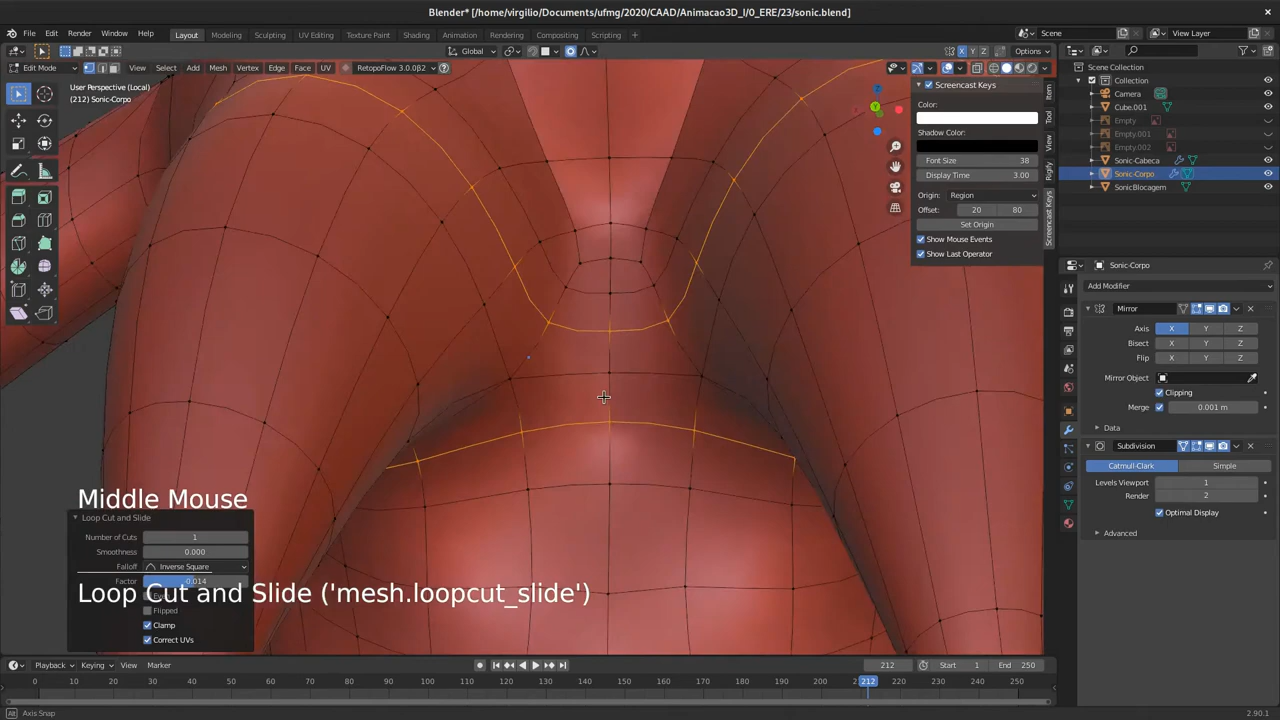 Blender* [/home/virgilio/Documents/ufmg/2020/CAAD/Animacao3D_I/0_ERE/23/sonic.blend]
File Edit Render Window Help Layout Modeling Sculpting UV Editing Texture Paint Shading Animation Rendering Compositing Scripting Scene View Layer
Global X Y Z Options
Edit Mode View Select Add Mesh Vertex Edge Face UV RetopoFlow 3.0.0β2
User Perspective (Local)
(212) Sonic-Corpo
Screencast Keys
Color:
Shadow Color:
Font Size 38
Display Time 3.00
Origin: Region
Offset: 20 80
Set Origin
Show Mouse Events
Show Last Operator
Item
Tool
View
Rigify
Screencast Keys
Scene Collection
Collection
Camera
Cube.001
Empty
Empty.001
Empty.002
Sonic-Cabeca
Sonic-Corpo
SonicBlocagem
Sonic-Corpo
Add Modifier
Mirror
Axis X Y Z
Bisect X Y Z
Flip X Y Z
Mirror Object
Clipping
Merge 0.001 m
Data
Subdivision
Catmull-Clark Simple
Levels Viewport 1
Render 2
Optimal Display
Advanced
Middle Mouse
Loop Cut and Slide
Number of Cuts 1
Smoothness 0.000
Falloff Inverse Square
Factor -0.014
Loop Cut and Slide ('mesh.loopcut_slide')
Flipped
Clamp
Correct UVs
Playback Keying View Marker 212 Start 1 End 250
0 10 20 30 40 50 60 70 80 90 100 110 120 130 140 150 160 170 180 190 200 212 220 230 240 250
Axis Snap 2.90.1